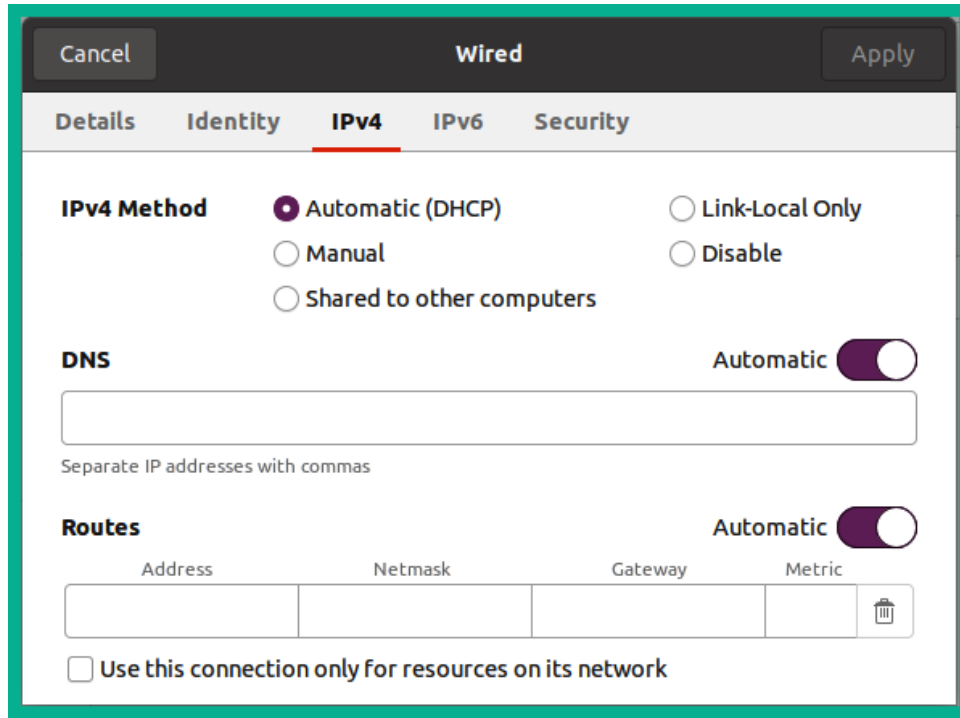 Cancel Wired Apply
Details Identity IPv4 IPv6 Security
IPv4 Method Automatic (DHCP) Link-Local Only
Manual Disable
Shared to other computers
DNS Automatic
Separate IP addresses with commas
Routes Automatic
Address Netmask Gateway Metric
Use this connection only for resources on its network